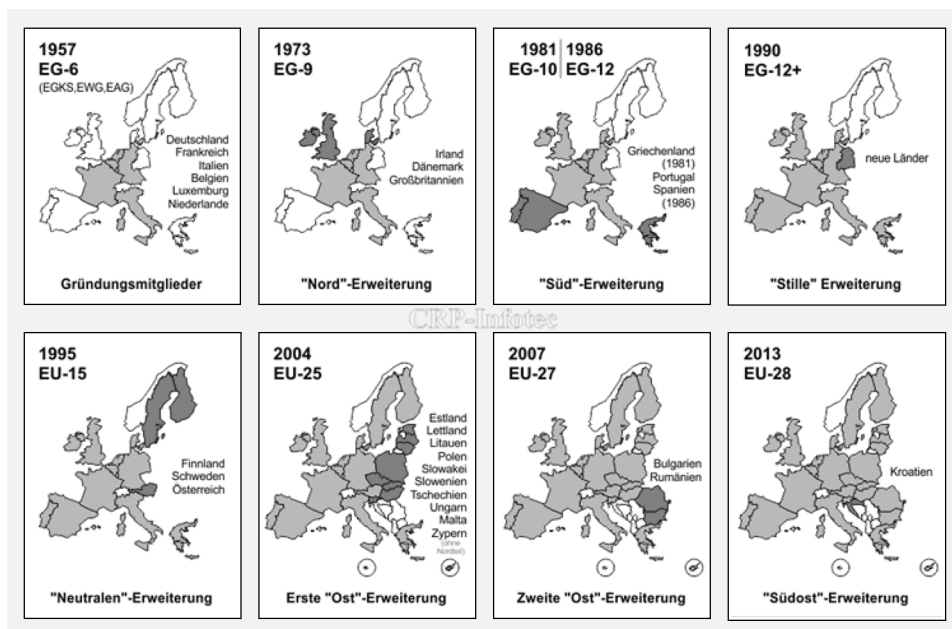 1957
EG-6
(EGKS,EWG,EAG)
Deutschland
Frankreich
Italien
Belgien
Luxemburg
Niederlande
Gründungsmitglieder
1973
EG-9
Irland
Dänemark
Großbritannien
"Nord"-Erweiterung
1981 | 1986
EG-10 | EG-12
Griechenland
(1981)
Portugal
Spanien
(1986)
"Süd"-Erweiterung
1990
EG-12+
neue Länder
"Stille" Erweiterung
CRP-Infotec
1995
EU-15
Finnland
Schweden
Österreich
"Neutralen"-Erweiterung
2004
EU-25
Estland
Lettland
Litauen
Polen
Slowakei
Slowenien
Tschechien
Ungarn
Malta
Zypern
(ohne
Nordteil)
Erste "Ost"-Erweiterung
2007
EU-27
Bulgarien
Rumänien
Zweite "Ost"-Erweiterung
2013
EU-28
Kroatien
"Südost"-Erweiterung